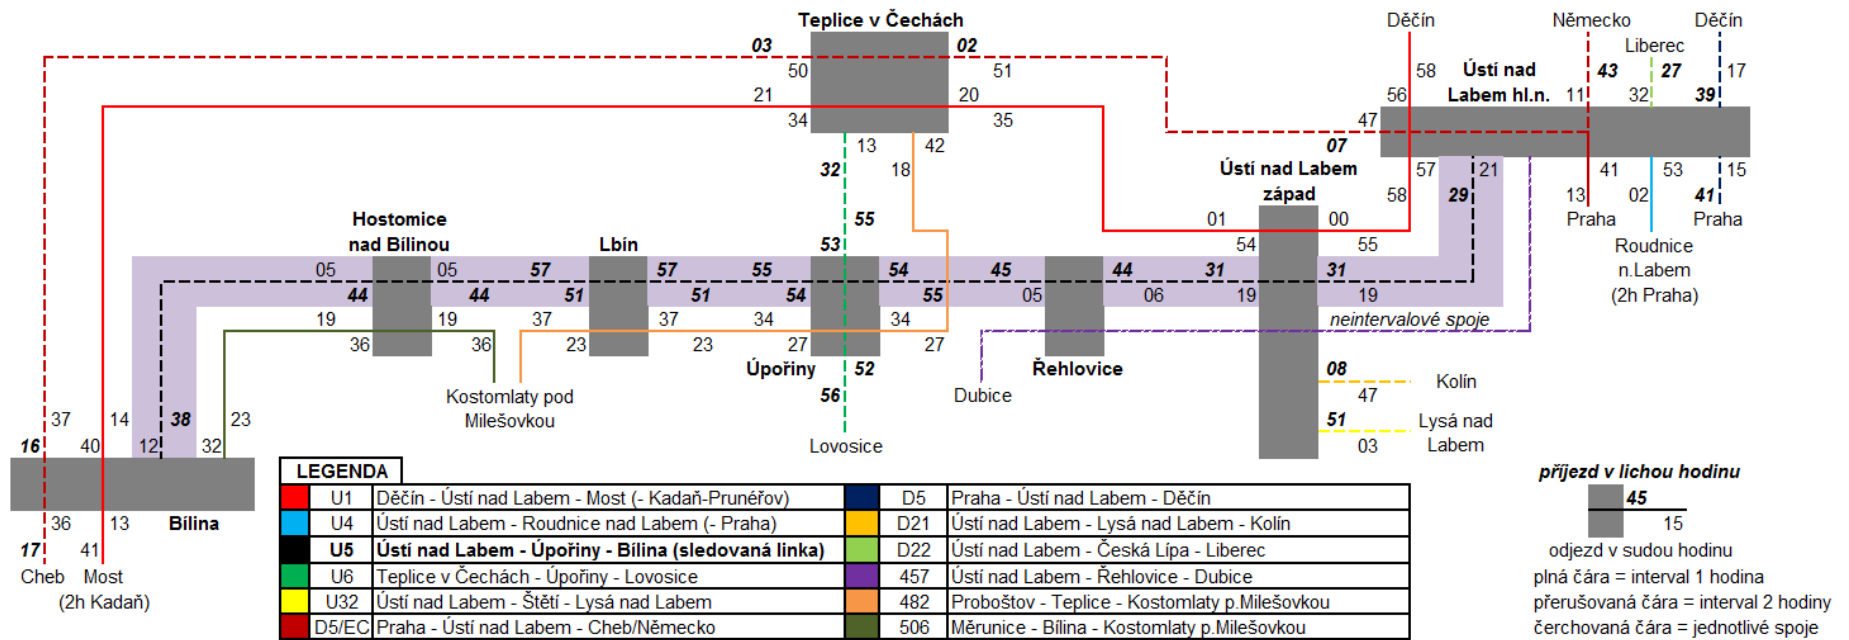 Teplice v Čechách
Děčín
Německo
Děčín
03
02
Liberec
50
51
58
Ústí nad
43
27
17
21
20
56
Labem hl.n.
11
32
39
34
35
47
13
42
07
32
18
Ústí nad Labem
57
21
41
53
15
západ
58
29
13
02
41
Hostomice
55
01
00
Praha
Praha
nad Bílinou
Lbín
53
54
55
Roudnice
05
05
57
57
55
54
45
44
31
31
n.Labem
44
44
51
51
54
55
05
06
19
19
(2h Praha)
19
19
37
37
34
34
neintervalové spoje
36
36
23
23
27
27
Úpořiny
52
Řehlovice
08
Kolín
Kostomlaty pod
56
Dubice
47
Milešovkou
37
14
38
23
51
Lysá nad
16
40
12
32
Lovosice
03
Labem
LEGENDA
příjezd v lichou hodinu
U1 Děčín - Ústí nad Labem - Most (- Kadaň-Prunéřov) D5 Praha - Ústí nad Labem - Děčín
45
36
13
Bílina
U4 Ústí nad Labem - Roudnice nad Labem (- Praha) D21 Ústí nad Labem - Lysá nad Labem - Kolín
15
17
41
U5 Ústí nad Labem - Úpořiny - Bílina (sledovaná linka) D22 Ústí nad Labem - Česká Lípa - Liberec
odjezd v sudou hodinu
Cheb
Most
U6 Teplice v Čechách - Úpořiny - Lovosice 457 Ústí nad Labem - Řehlovice - Dubice
plná čára = interval 1 hodina
(2h Kadaň)
U32 Ústí nad Labem - Štětí - Lysá nad Labem 482 Proboštov - Teplice - Kostomlaty p.Milešovkou
přerušovaná čára = interval 2 hodiny
D5/EC Praha - Ústí nad Labem - Cheb/Německo 506 Měrunice - Bílina - Kostomlaty p.Milešovkou
čerchovaná čára = jednotlivé spoje